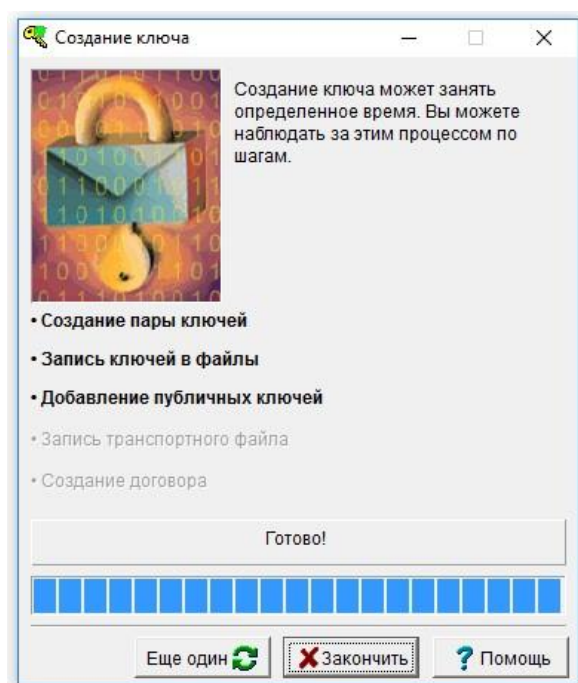 Создание ключа
Создание ключа может занять
определенное время. Вы можете
наблюдать за этим процессом по
шагам.
• Создание пары ключей
• Запись ключей в файлы
• Добавление публичных ключей
• Запись транспортного файла
• Создание договора
Готово!
Еще один
Закончить
? Помощь